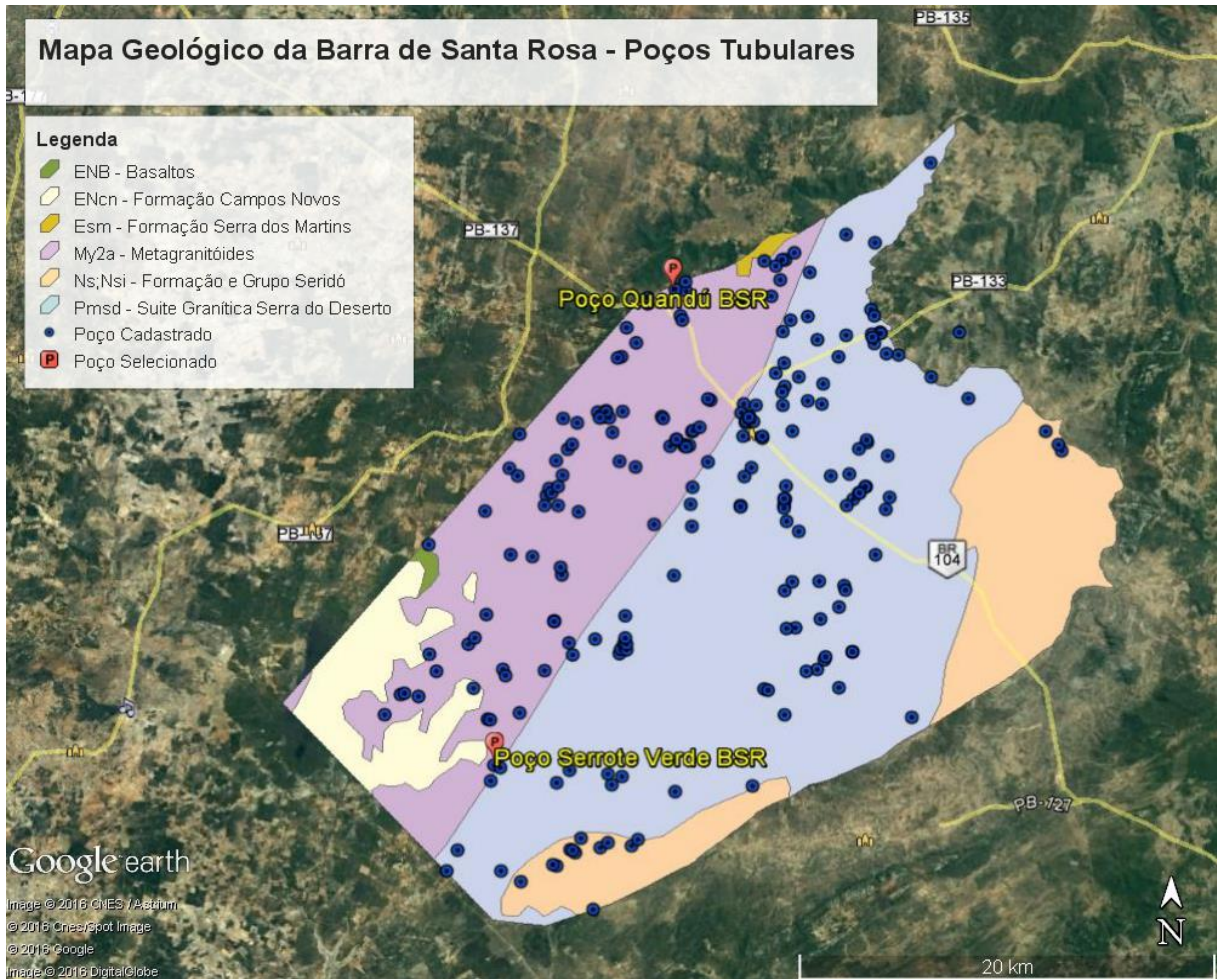 PB-135
Mapa Geológico da Barra de Santa Rosa - Poços Tubulares
Legenda
ENB - Basaltos
ENcn - Formação Campos Novos
Esm - Formação Serra dos Martins
My2a - Metagranitóides
Ns;Nsi - Formação e Grupo Seridó
Pmsd - Suite Granítica Serra do Deserto
Poço Cadastrado
P Poço Selecionado
PB-137
PB-133
P
Poço Quandú BSR
PB-137
BR
104
P
Poço Serrote Verde BSR
PB-127
Google earth
Image © 2016 CNES / Astrium
© 2016 Cnes/Spot Image
© 2016 Google
Image © 2016 DigitalGlobe
N
20 km